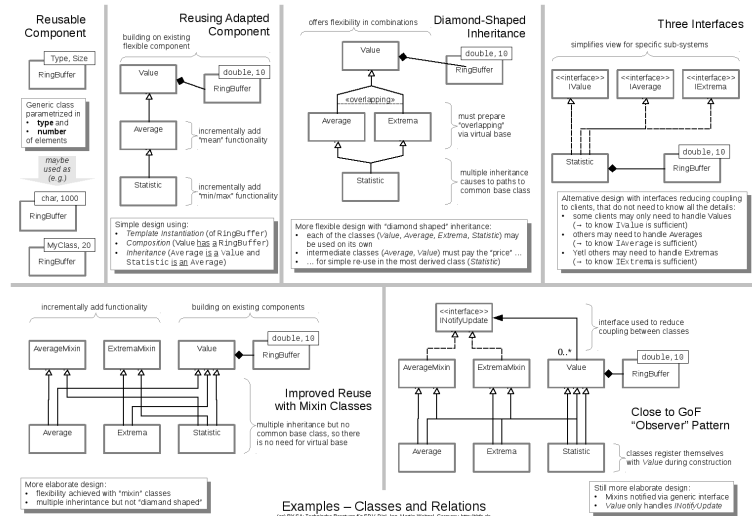 Reusable
Component
Type, Size
RingBuffer
Generic class
parametrized in
• type and
• number
of elements
maybe
used as
(e.g.)
char, 1000
RingBuffer
MyClass, 20
RingBuffer
Reusing Adapted
Component
building on existing
flexible component
Value
double, 10
RingBuffer
Average
incrementally add
"mean" functionality
Statistic
incrementally add
"min/max" functionality
Simple design using:
• Template Instantiation (of RingBuffer)
• Composition (Value has a RingBuffer)
• Inheritance (Average is a Value and
Statistic is an Average)
Diamond-Shaped
Inheritance
offers flexibility in combinations
Value
double, 10
RingBuffer
«overlapping»
Average
Extrema
must prepare
"overlapping"
via virtual base
Statistic
multiple inheritance
causes to paths to
common base class
More flexible design with "diamond shaped" inheritance:
• each of the classes (Value, Average, Extrema, Statistic) may
be used on its own
• intermediate classes (Average, Value) must pay the "price" ...
• ... for simple re-use in the most derived class (Statistic)
Three Interfaces
simplifies view for specific sub-systems
<<interface>>
IValue
<<interface>>
IAverage
<<interface>>
IExtrema
double, 10
Statistic
RingBuffer
Alternative design with interfaces reducing coupling
to clients, that do not need to know all the details:
• some clients may only need to handle Values
(→ to know IValue is sufficient)
• others may need to handle Averages
(→ to know IAverage is sufficient)
• Yetl others may need to handle Extremas
(→ to know IExtrema is sufficient)
incrementally add functionality
building on existing components
AverageMixin
ExtremaMixin
Value
double, 10
RingBuffer
Improved Reuse
with Mixin Classes
Average
Extrema
Statistic
multiple inheritance but no
common base class, so there
is no need for virtual base
More elaborate design:
• flexibility achieved with "mixin" classes
• multiple inherintance but not "diamand shaped"
<<interface>>
INotifyUpdate
interface used to reduce
coupling between classes
0..*
AverageMixin
ExtremaMixin
Value
double, 10
RingBuffer
Close to GoF
"Observer" Pattern
Average
Extrema
Statistic
classes register themselves
with Value during construction
Still more elaborate design:
• Mixins notified via generic interface
• Value only handles INotifyUpdate
Examples – Classes and Relations